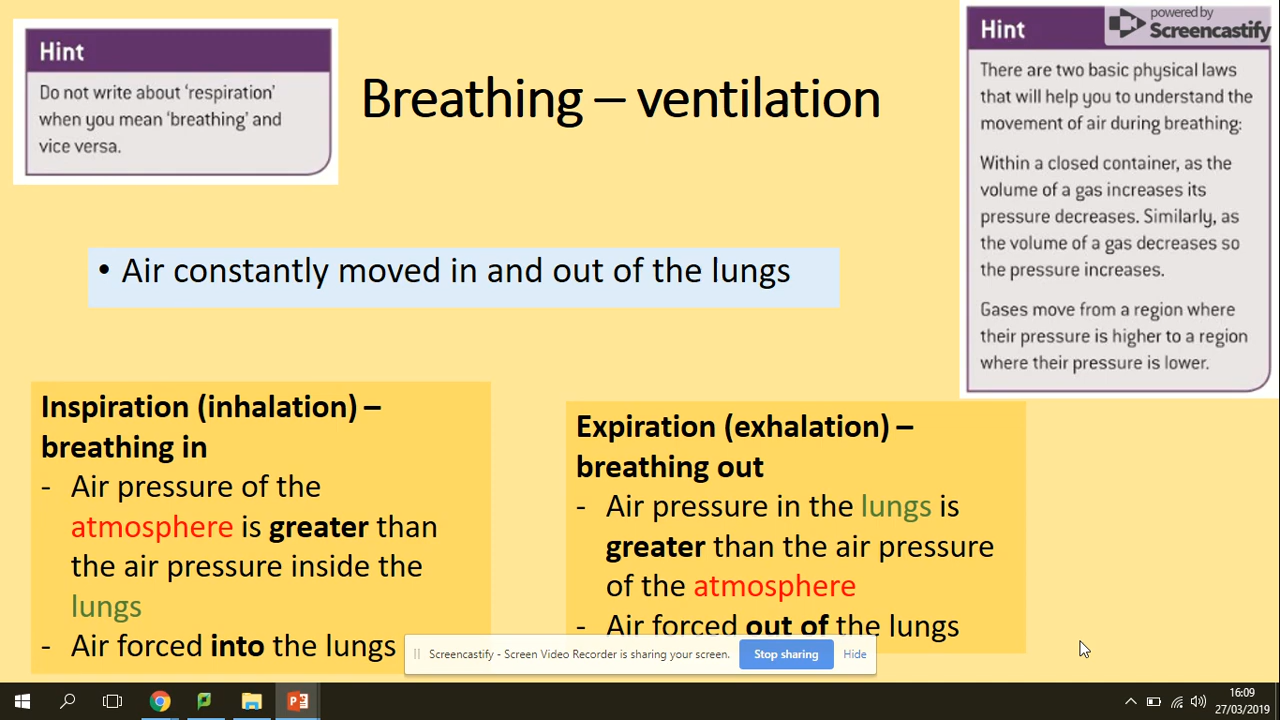 Hint
Do not write about 'respiration'
when you mean 'breathing' and
vice versa.
Breathing – ventilation
powered by
Screencastify
Hint
There are two basic physical laws
that will help you to understand the
movement of air during breathing:
Within a closed container, as the
volume of a gas increases its
pressure decreases. Similarly, as
the volume of a gas decreases so
the pressure increases.
Gases move from a region where
their pressure is higher to a region
where their pressure is lower.
• Air constantly moved in and out of the lungs
Inspiration (inhalation) –
breathing in
- Air pressure of the
atmosphere is greater than
the air pressure inside the
lungs
- Air forced into the lungs
Expiration (exhalation) –
breathing out
- Air pressure in the lungs is
greater than the air pressure
of the atmosphere
- Air forced out of the lungs
Screencastify - Screen Video Recorder is sharing your screen.
Stop sharing
Hide
16:09
27/03/2019